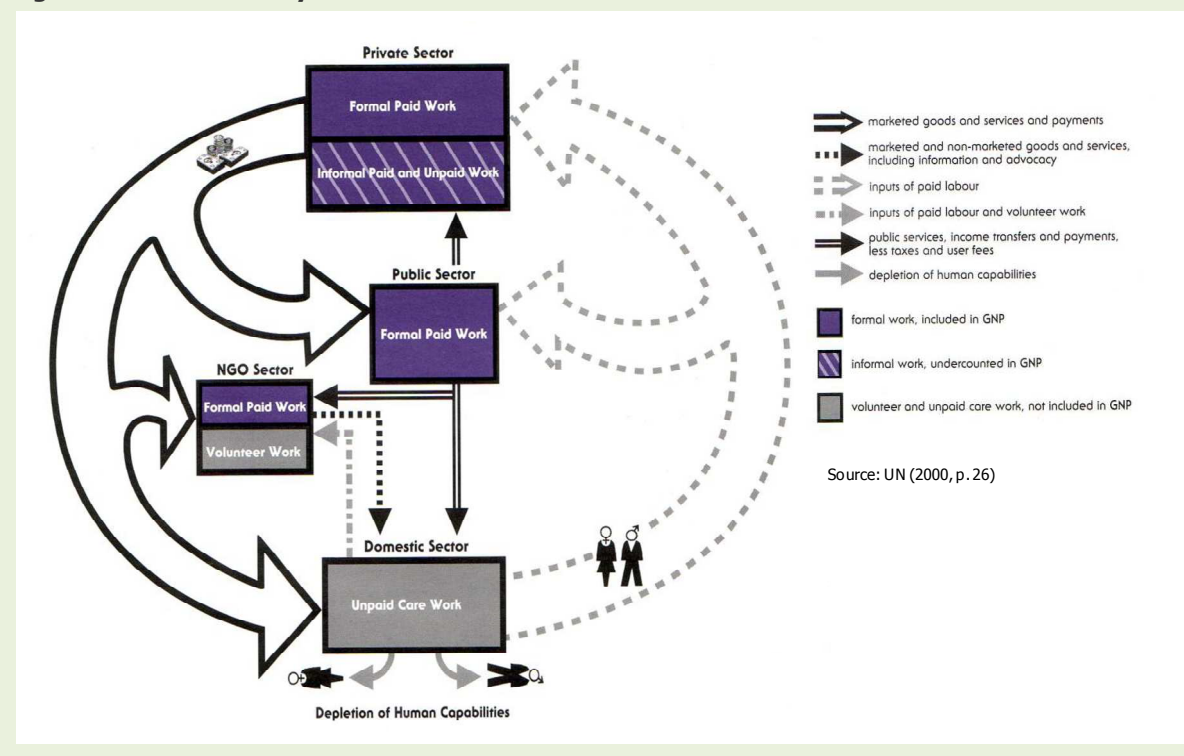 Private Sector
Formal Paid Work
Informal Paid and Unpaid Work
Public Sector
Formal Paid Work
NGO Sector
Formal Paid Work
Volunteer Work
Domestic Sector
Unpaid Care Work
Depletion of Human Capabilities
marketed goods and services and payments
marketed and non-marketed goods and services,
including information and advocacy
inputs of paid labour
inputs of paid labour and volunteer work
public services, income transfers and payments,
less taxes and user fees
depletion of human capabilities
formal work, included in GNP
informal work, undercounted in GNP
volunteer and unpaid care work, not included in GNP
Source: UN (2000, p. 26)